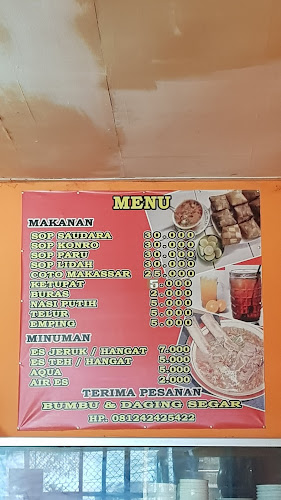 MENU
MAKANAN
SOP SAUDARA 30.000
SOP KONRO 30.000
SOP PARU 30.000
SOP LIDAH 30.000
COTO MAKASSAR 25.000
KETUPAT .000
BURAS 2.000
NASI PUTIH 5.000
TELUR 5.000
EMPING 5.000
MINUMAN
ES JERUK / HANGAT 7.000
ES TEH / HANGAT 5.000
AQUA 5.000
AIR ES 2.000
TERIMA PESANAN
BUMBU & DAGING SEGAR
HP. 081242425422